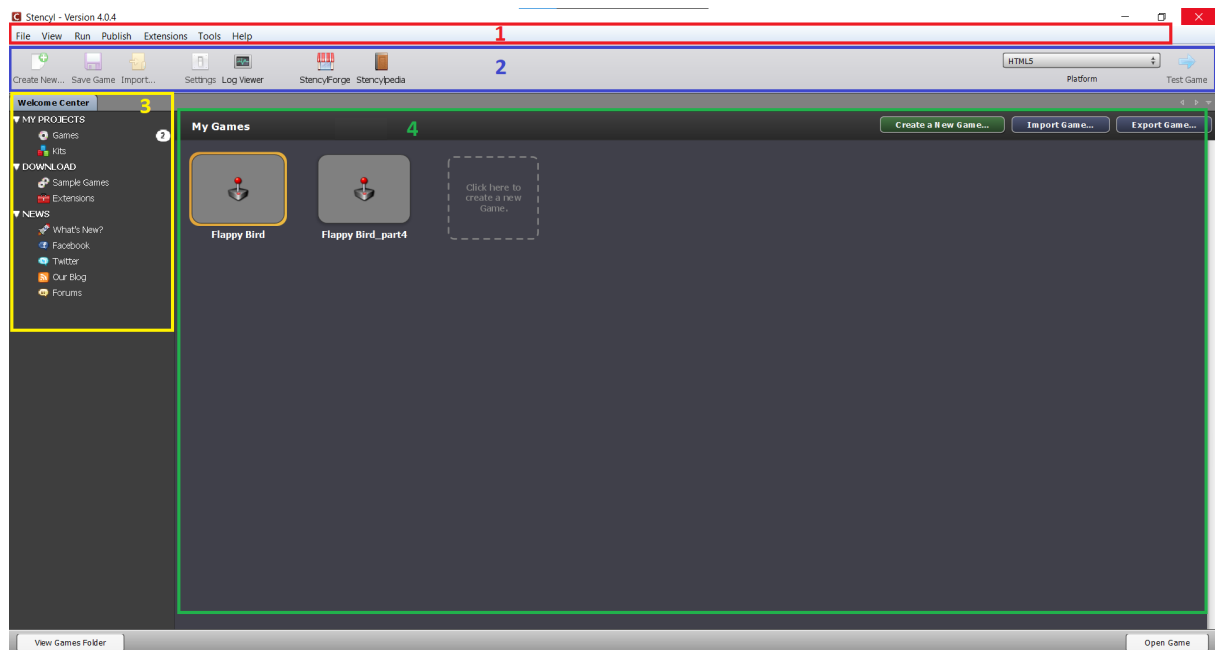 Stencyl - Version 4.0.4
File View Run Publish Extensions Tools Help
1
Create New... Save Game Import... Settings Log Viewer StencylForge Stencylpedia
2
HTML5
Platform
Test Game
Welcome Center
3
MY PROJECTS
Games 2
Kits
DOWNLOAD
Sample Games
Extensions
NEWS
What's New?
Facebook
Twitter
Our Blog
Forums
My Games
4
Create a New Game... Import Game... Export Game...
Flappy Bird
Flappy Bird_part4
Click here to
create a new
Game.
View Games Folder
Open Game